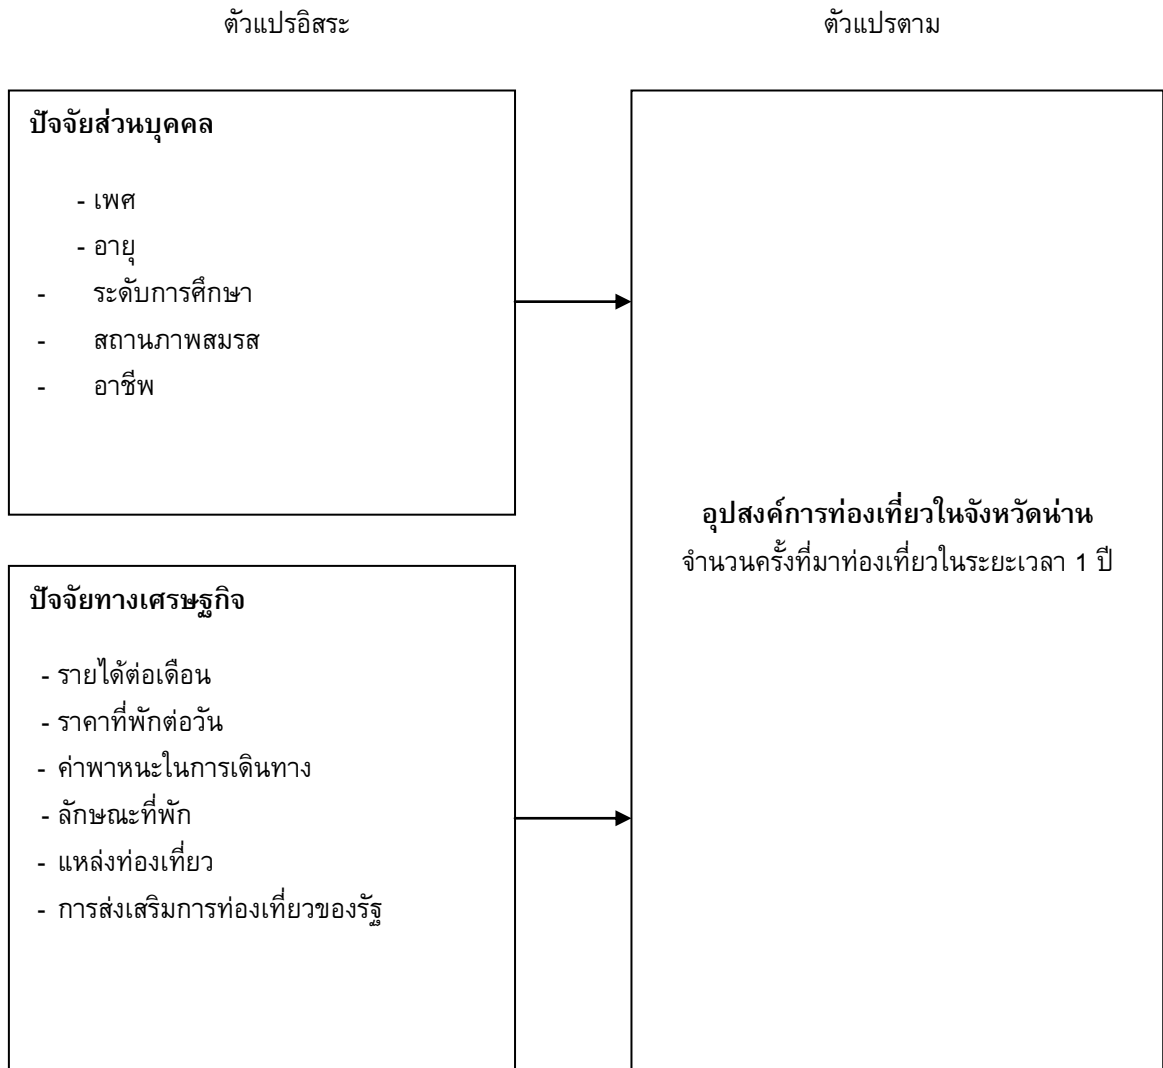 ตัวแปรอิสระ
ตัวแปรตาม
ปัจจัยส่วนบุคคล
- เพศ
- อายุ
- ระดับการศึกษา
- สถานภาพสมรส
- อาชีพ
ปัจจัยทางเศรษฐกิจ
- รายได้ต่อเดือน
- ราคาที่พักต่อวัน
- ค่าพาหนะในการเดินทาง
- ลักษณะที่พัก
- แหล่งท่องเที่ยว
- การส่งเสริมการท่องเที่ยวของรัฐ
อุปสงค์การท่องเที่ยวในจังหวัดน่าน
จำนวนครั้งที่มาท่องเที่ยวในระยะเวลา 1 ปี